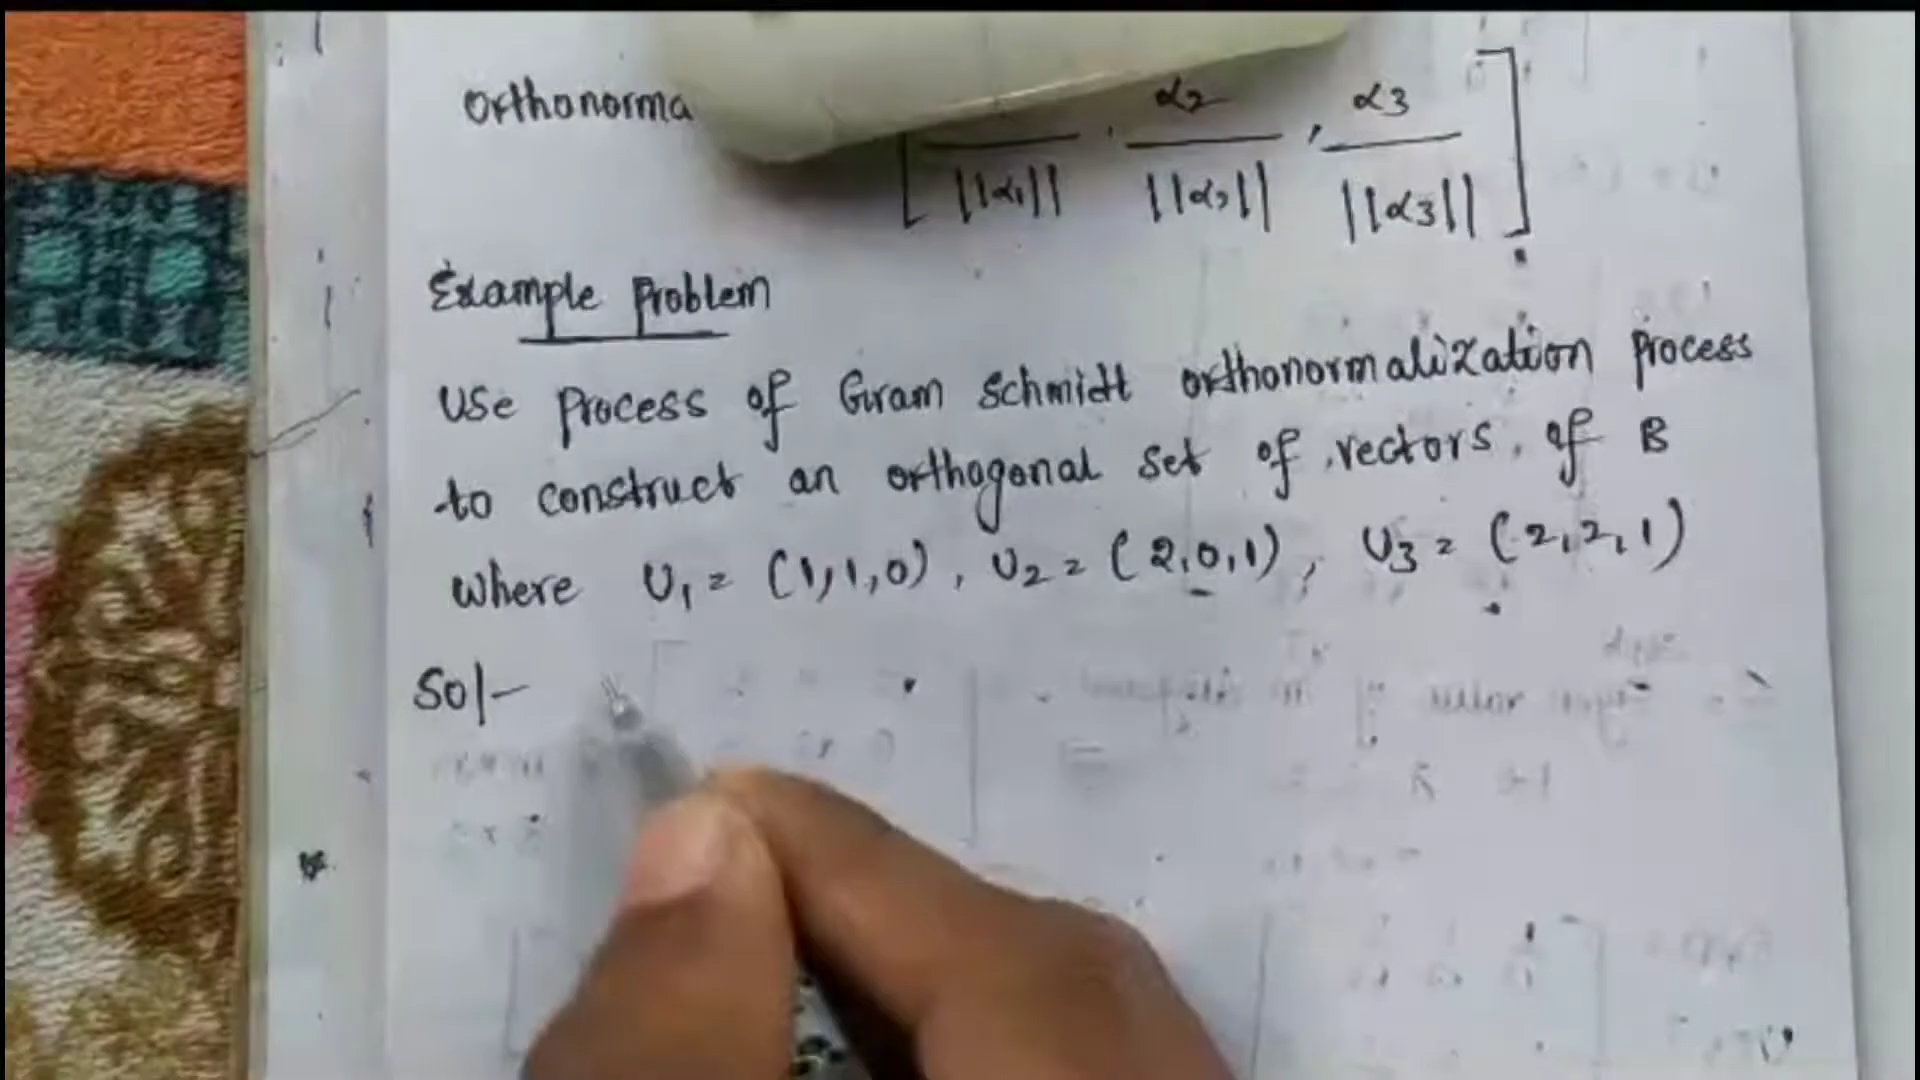 Orthonorma
α2 α3
[ ||α1|| , ||α2|| , ||α3|| ]
Example Problem
Use process of Gram Schmidt orthonormalization process
to construct an orthogonal set of vectors of B
where U1 = (1,1,0), U2 = (2,0,1), U3 = (2,2,1)
Sol-